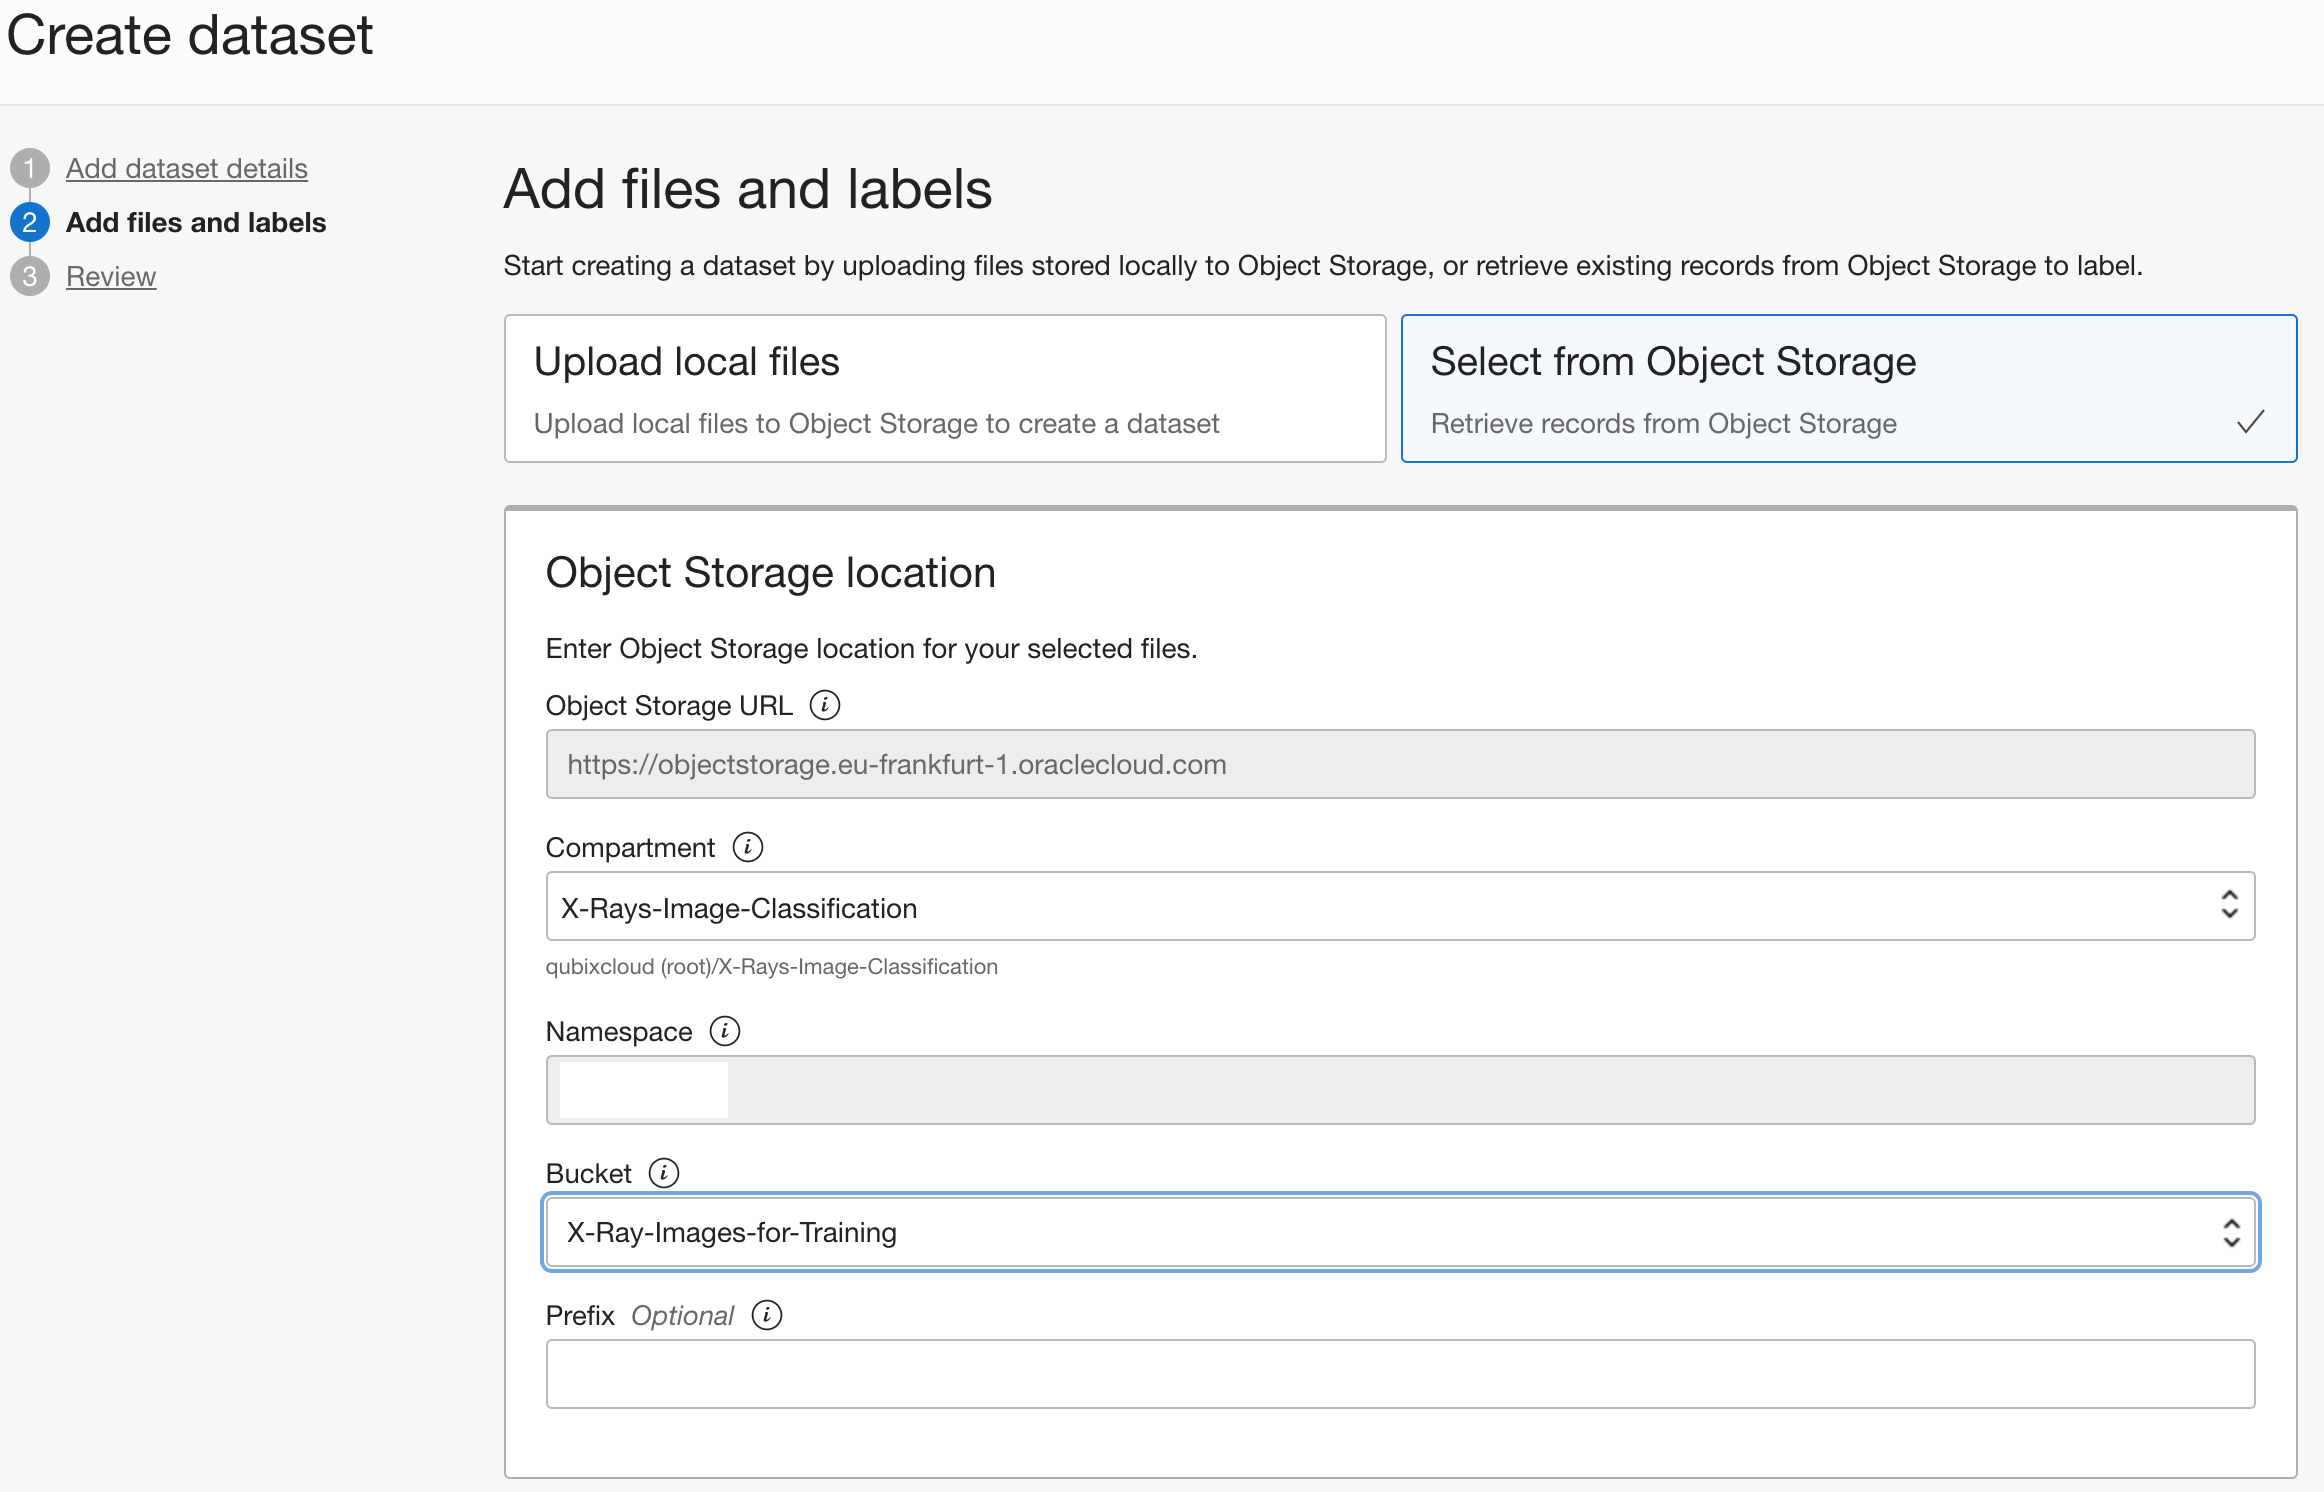 Create dataset
1 Add dataset details
2 Add files and labels
3 Review
Add files and labels
Start creating a dataset by uploading files stored locally to Object Storage, or retrieve existing records from Object Storage to label.
Upload local files
Upload local files to Object Storage to create a dataset
Select from Object Storage
Retrieve records from Object Storage
Object Storage location
Enter Object Storage location for your selected files.
Object Storage URL i
https://objectstorage.eu-frankfurt-1.oraclecloud.com
Compartment i
X-Rays-Image-Classification
qubixcloud (root)/X-Rays-Image-Classification
Namespace i
Bucket i
X-Ray-Images-for-Training
Prefix Optional i